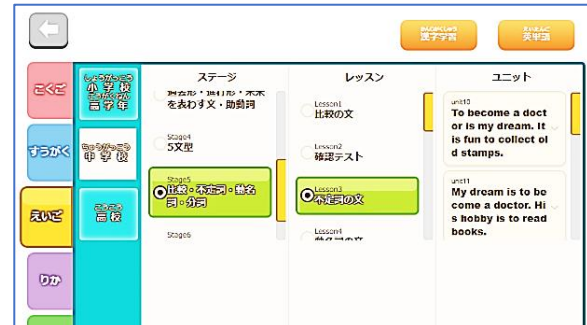 かんじがくしゅう
漢字学習
えいたんご
英単語
こくご
すうがく
えいご
りか
しょうがっこう
小学校
こうがくねん
高学年
ちゅうがっこう
中学校
こうこう
高校
ステージ
過去形・進行形・未来
を表わす文・助動詞
Stage4
5文型
Stage5
比較・不定詞・動名
詞・分詞
Stage6
レッスン
Lesson1
比較の文
Lesson2
確認テスト
Lesson3
不定詞の文
Lesson4
動名詞の文
ユニット
unit10
To become a doct
or is my dream. It
is fun to collect ol
d stamps.
unit11
My dream is to be
come a doctor. Hi
s hobby is to read
books.